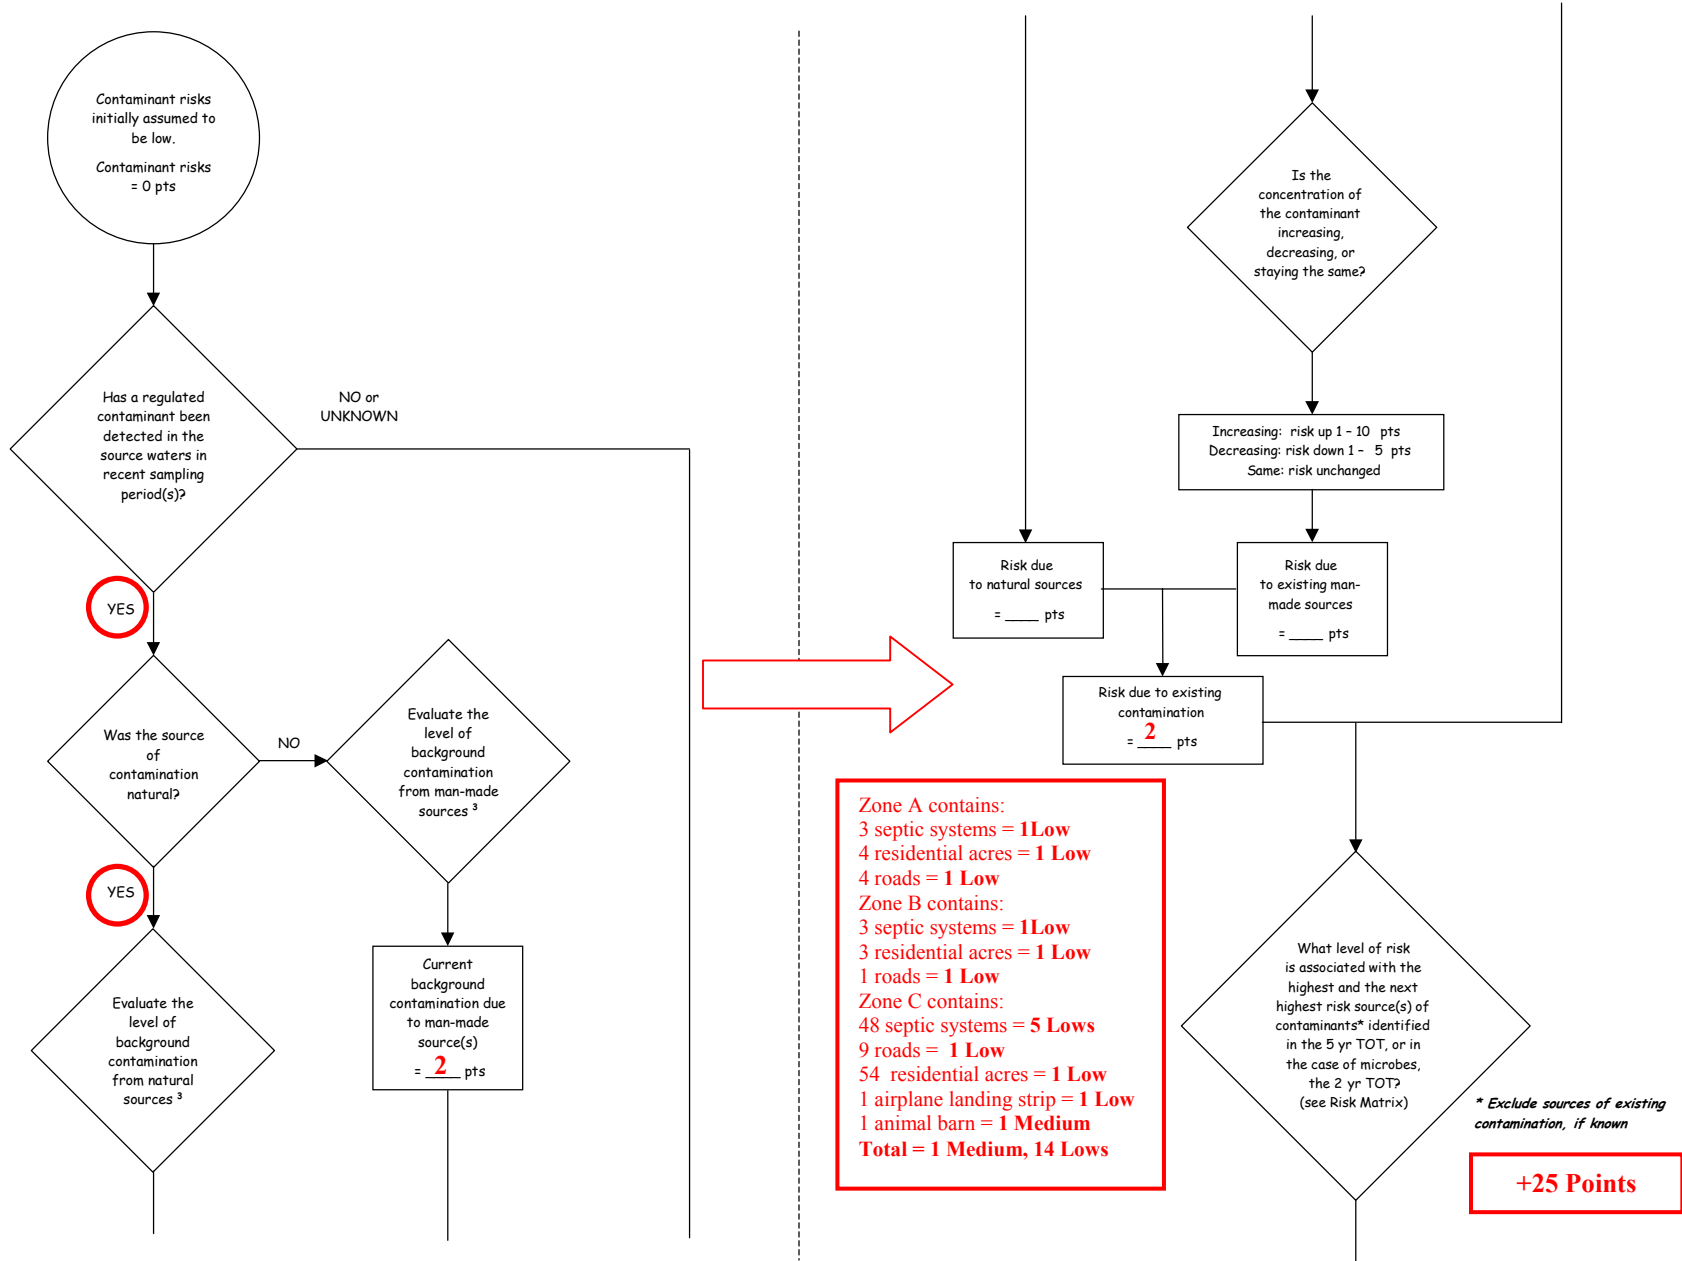 Contaminant risks
initially assumed to
be low.
Contaminant risks
= 0 pts
Has a regulated
contaminant been
detected in the
source waters in
recent sampling
period(s)?
NO or
UNKNOWN
YES
Was the source
of
contamination
natural?
NO
Evaluate the
level of
background
contamination
from man-made
sources ³
YES
Evaluate the
level of
background
contamination
from natural
sources ³
Current
background
contamination due
to man-made
source(s)
= 2 pts
Is the
concentration of
the contaminant
increasing,
decreasing, or
staying the same?
Increasing: risk up 1 – 10 pts
Decreasing: risk down 1 – 5 pts
Same: risk unchanged
Risk due
to natural sources
= ____ pts
Risk due
to existing man-
made sources
= ____ pts
Risk due to existing
contamination
= 2 pts
Zone A contains:
3 septic systems = 1Low
4 residential acres = 1 Low
4 roads = 1 Low
Zone B contains:
3 septic systems = 1Low
3 residential acres = 1 Low
1 roads = 1 Low
Zone C contains:
48 septic systems = 5 Lows
9 roads = 1 Low
54 residential acres = 1 Low
1 airplane landing strip = 1 Low
1 animal barn = 1 Medium
Total = 1 Medium, 14 Lows
What level of risk
is associated with the
highest and the next
highest risk source(s) of
contaminants* identified
in the 5 yr TOT, or in
the case of microbes,
the 2 yr TOT?
(see Risk Matrix)
* Exclude sources of existing
contamination, if known
+25 Points